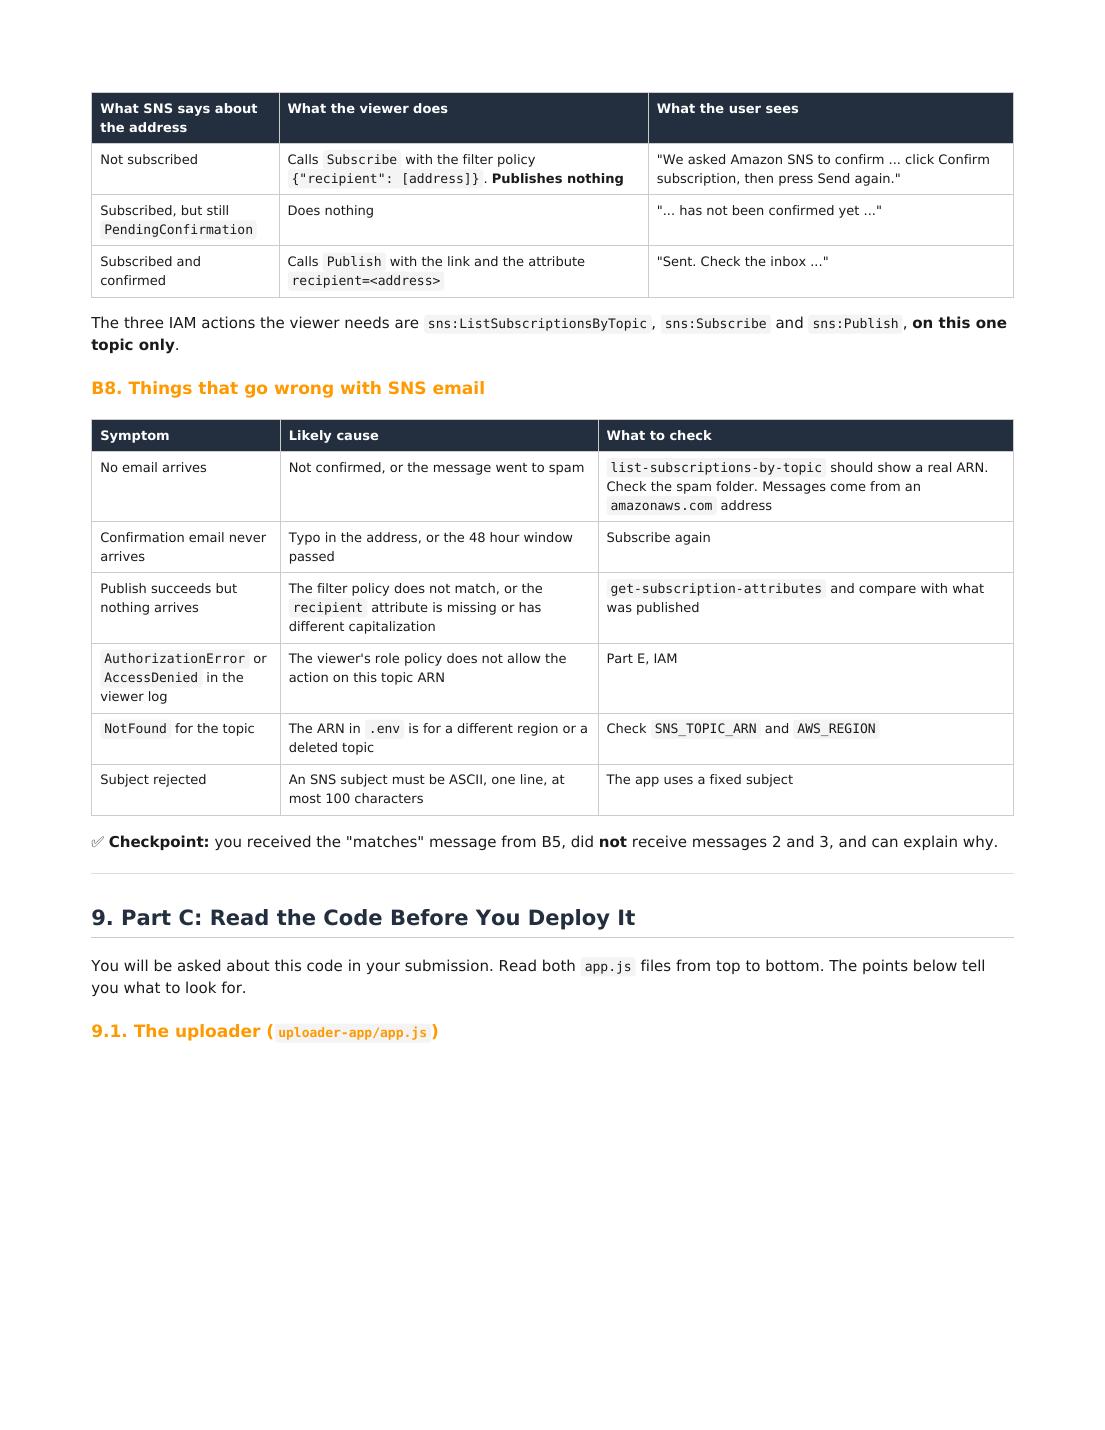 What SNS says about
the address
What the viewer does
What the user sees
Not subscribed
Calls Subscribe with the filter policy
{"recipient": [address]}. Publishes nothing
"We asked Amazon SNS to confirm ... click Confirm
subscription, then press Send again."
Subscribed, but still
PendingConfirmation
Does nothing
"... has not been confirmed yet ..."
Subscribed and
confirmed
Calls Publish with the link and the attribute
recipient=<address>
"Sent. Check the inbox ..."
The three IAM actions the viewer needs are sns:ListSubscriptionsByTopic, sns:Subscribe and sns:Publish, on this one
topic only.
B8. Things that go wrong with SNS email
Symptom
Likely cause
What to check
No email arrives
Not confirmed, or the message went to spam
list-subscriptions-by-topic should show a real ARN.
Check the spam folder. Messages come from an
amazonaws.com address
Confirmation email never
arrives
Typo in the address, or the 48 hour window
passed
Subscribe again
Publish succeeds but
nothing arrives
The filter policy does not match, or the
recipient attribute is missing or has
different capitalization
get-subscription-attributes and compare with what
was published
AuthorizationError or
AccessDenied in the
viewer log
The viewer's role policy does not allow the
action on this topic ARN
Part E, IAM
NotFound for the topic
The ARN in .env is for a different region or a
deleted topic
Check SNS_TOPIC_ARN and AWS_REGION
Subject rejected
An SNS subject must be ASCII, one line, at
most 100 characters
The app uses a fixed subject
✅ Checkpoint: you received the "matches" message from B5, did not receive messages 2 and 3, and can explain why.
9. Part C: Read the Code Before You Deploy It
You will be asked about this code in your submission. Read both app.js files from top to bottom. The points below tell
you what to look for.
9.1. The uploader (uploader-app/app.js)